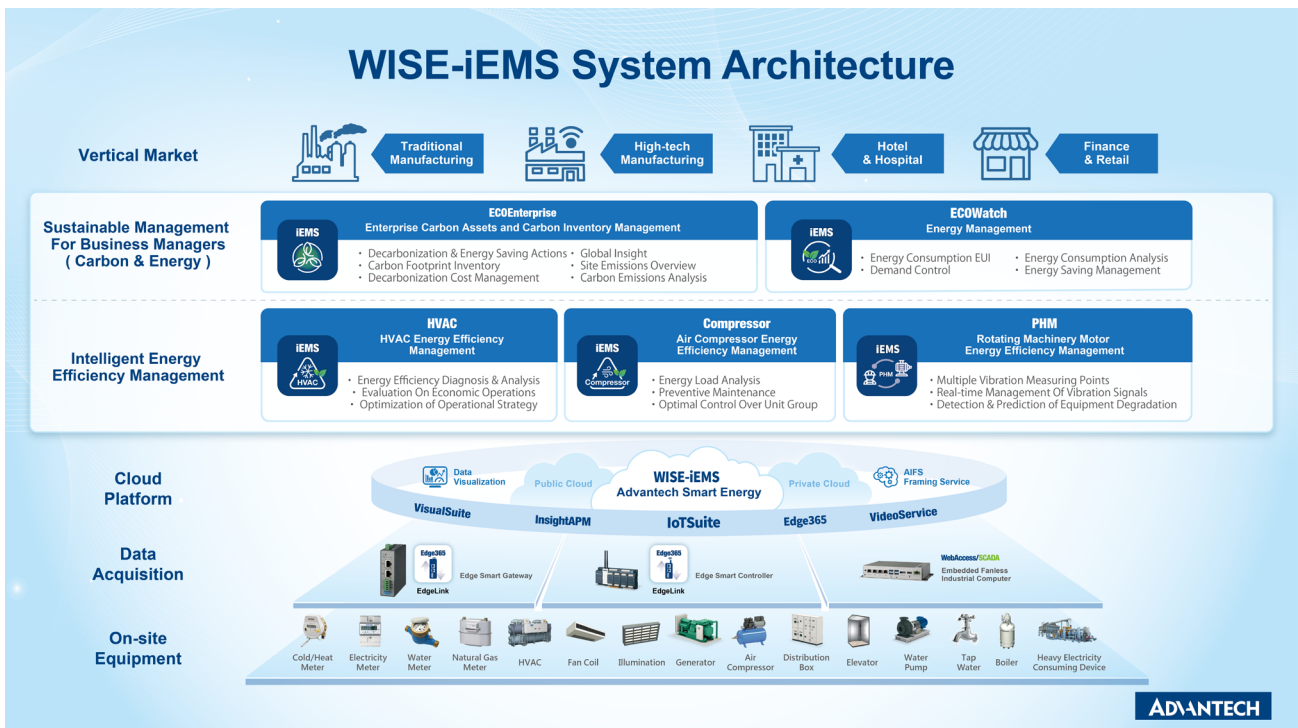 WISE-iEMS System Architecture
Vertical Market
Traditional
Manufacturing
High-tech
Manufacturing
Hotel
& Hospital
Finance
& Retail
Sustainable Management
For Business Managers
( Carbon & Energy )
iEMS
ECOEnterprise
Enterprise Carbon Assets and Carbon Inventory Management
• Decarbonization & Energy Saving Actions
• Carbon Footprint Inventory
• Decarbonization Cost Management
• Global Insight
• Site Emissions Overview
• Carbon Emissions Analysis
iEMS
ECO
ECOWatch
Energy Management
• Energy Consumption EUI
• Demand Control
• Energy Consumption Analysis
• Energy Saving Management
Intelligent Energy
Efficiency Management
iEMS
HVAC
HVAC
HVAC Energy Efficiency
Management
• Energy Efficiency Diagnosis & Analysis
• Evaluation On Economic Operations
• Optimization of Operational Strategy
iEMS
Compressor
Compressor
Air Compressor Energy
Efficiency Management
• Energy Load Analysis
• Preventive Maintenance
• Optimal Control Over Unit Group
iEMS
PHM
PHM
Rotating Machinery Motor
Energy Efficiency Management
• Multiple Vibration Measuring Points
• Real-time Management Of Vibration Signals
• Detection & Prediction of Equipment Degradation
Cloud
Platform
Data
Visualization
Public Cloud
WISE-iEMS
Advantech Smart Energy
Private Cloud
AIFS
Framing Service
VisualSuite
InsightAPM
IoTSuite
Edge365
VideoService
Data
Acquisition
Edge365
EdgeLink
Edge Smart Gateway
Edge365
EdgeLink
Edge Smart Controller
WebAccess/SCADA
Embedded Fanless
Industrial Computer
On-site
Equipment
Cold/Heat
Meter
Electricity
Meter
Water
Meter
Natural Gas
Meter
HVAC
Fan Coil
Illumination
Generator
Air
Compressor
Distribution
Box
Elevator
Water
Pump
Tap
Water
Boiler
Heavy Electricity
Consuming Device
ADVANTECH